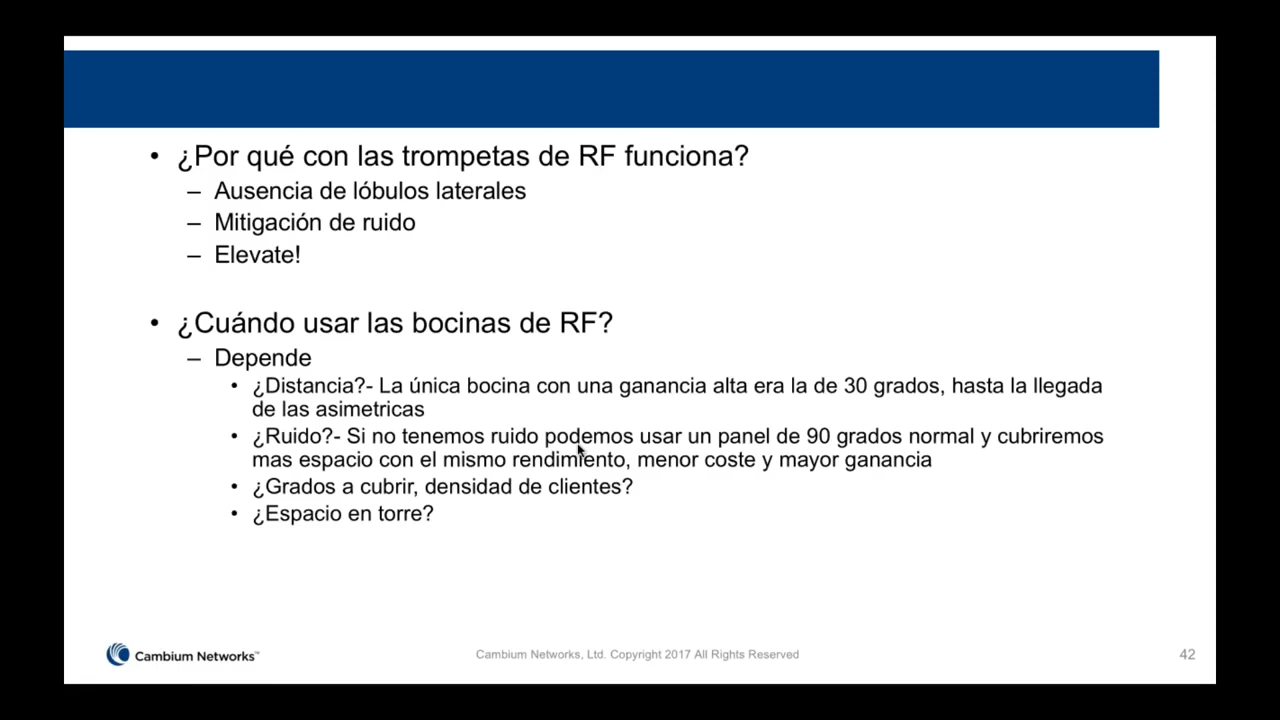 • ¿Por qué con las trompetas de RF funciona?
– Ausencia de lóbulos laterales
– Mitigación de ruido
– Elevate!
• ¿Cuándo usar las bocinas de RF?
– Depende
• ¿Distancia?- La única bocina con una ganancia alta era la de 30 grados, hasta la llegada
de las asimetricas
• ¿Ruido?- Si no tenemos ruido podemos usar un panel de 90 grados normal y cubriremos
mas espacio con el mismo rendimiento, menor coste y mayor ganancia
• ¿Grados a cubrir, densidad de clientes?
• ¿Espacio en torre?
Cambium Networks™
Cambium Networks, Ltd. Copyright 2017 All Rights Reserved
42